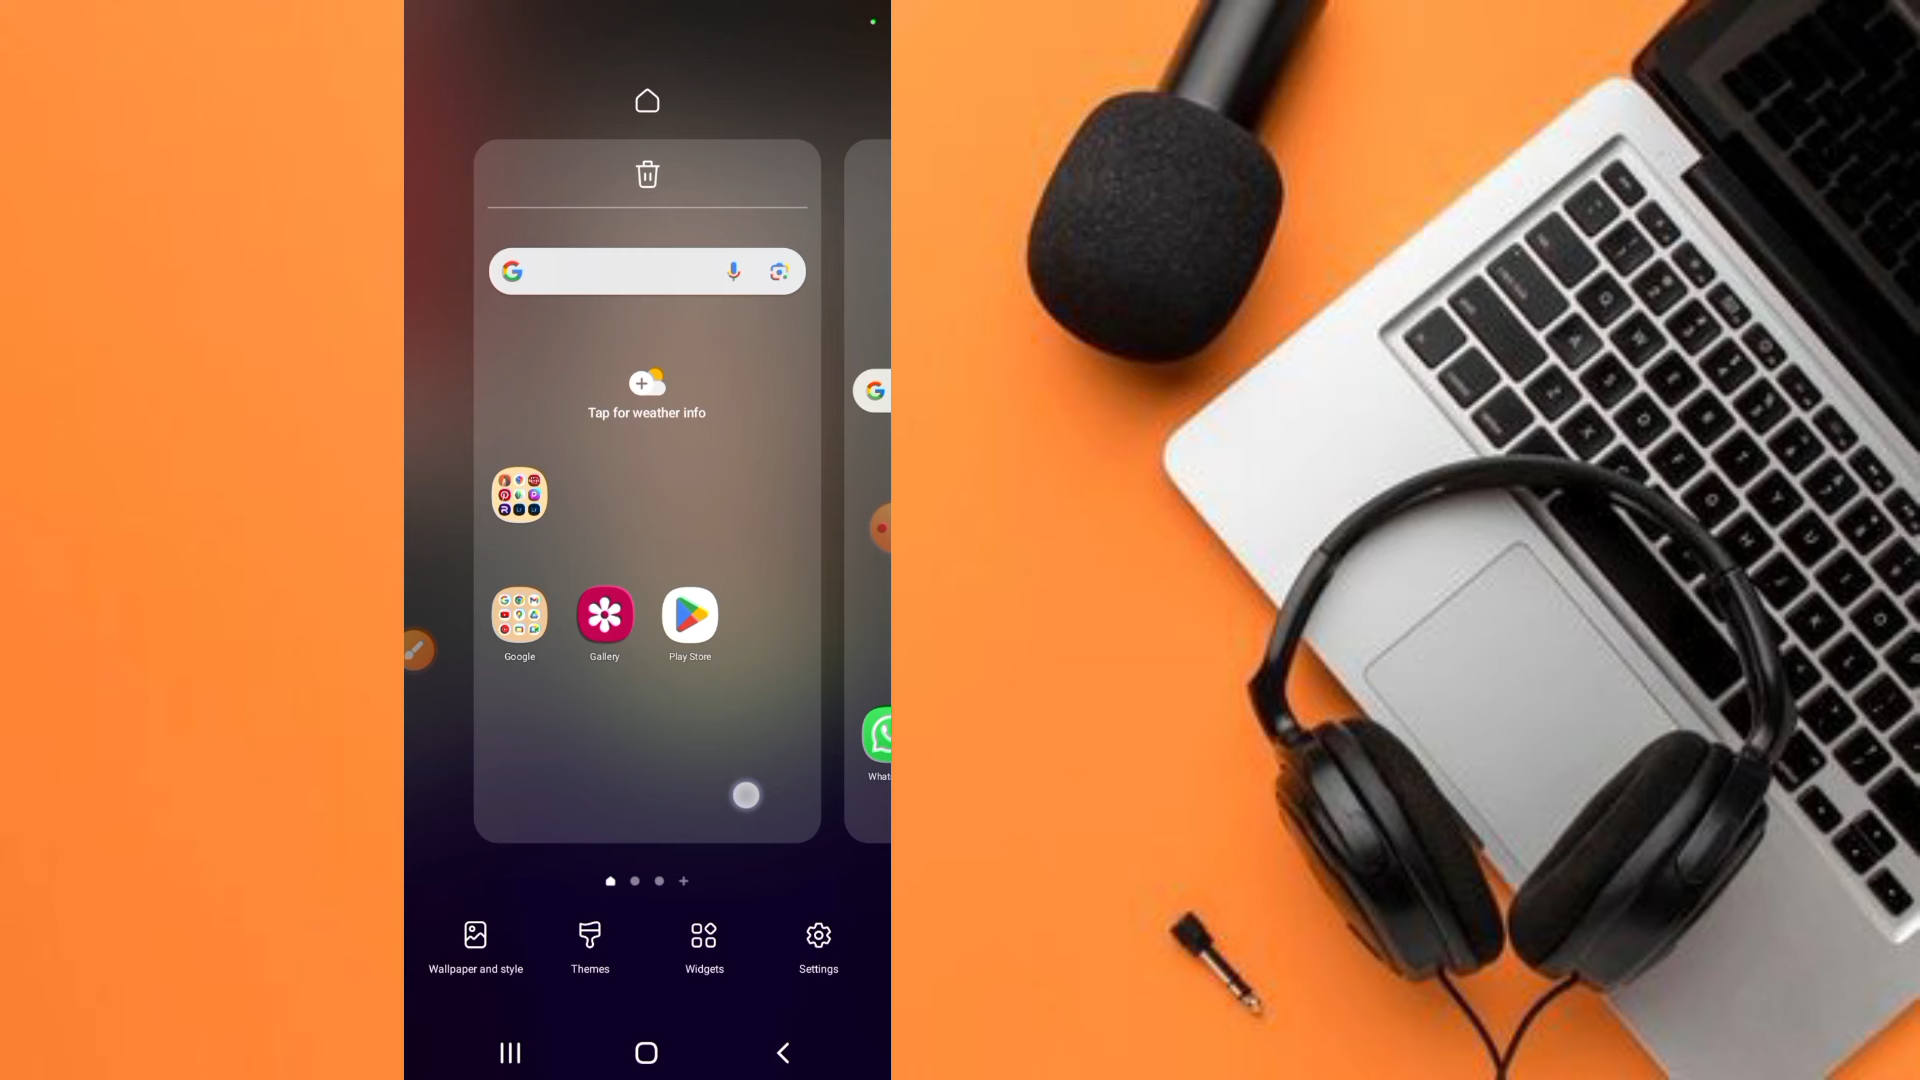 Tap for weather info
Google
Gallery
Play Store
What
Wallpaper and style
Themes
Widgets
Settings